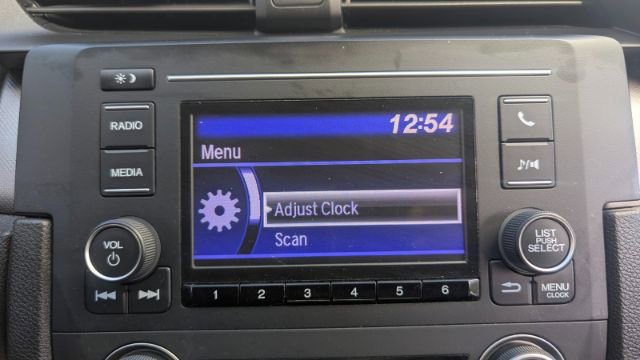 12:54
RADIO
Menu
MEDIA
Adjust Clock
VOL
LIST
PUSH
SELECT
Scan
1 2 3 4 5 6
MENU
CLOCK